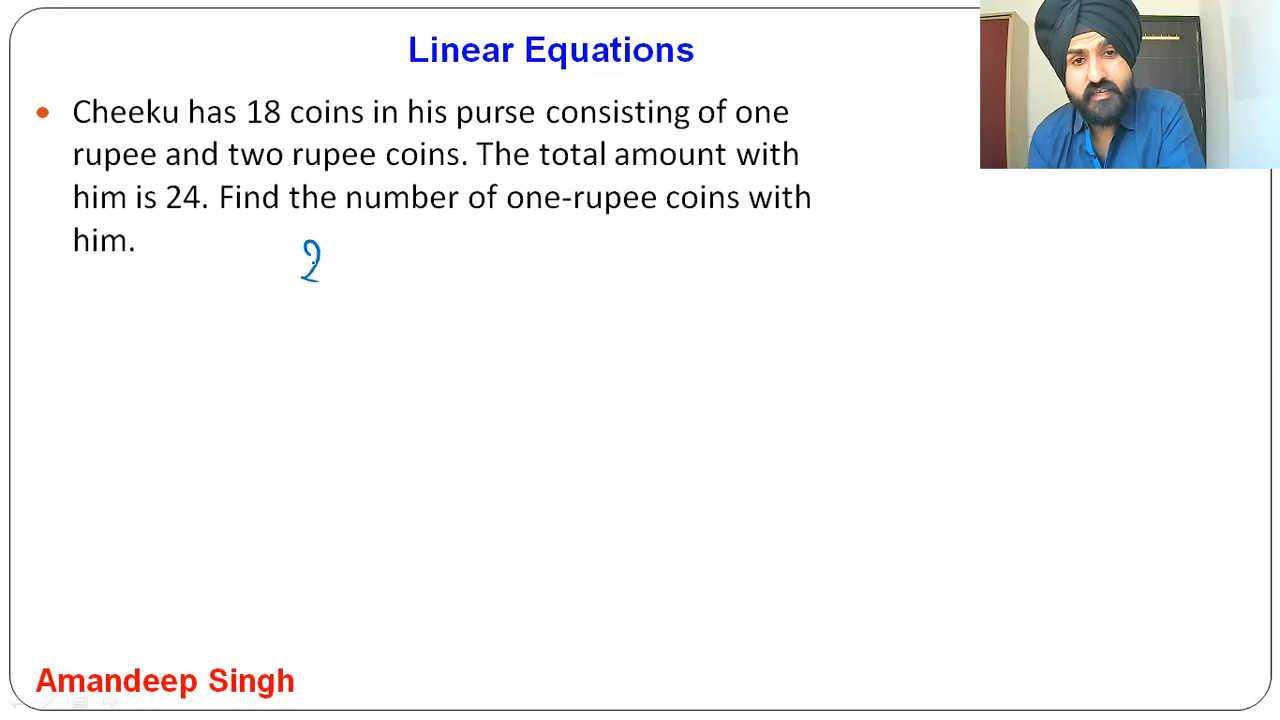 Linear Equations
• Cheeku has 18 coins in his purse consisting of one
rupee and two rupee coins. The total amount with
him is 24. Find the number of one-rupee coins with
him.
2
Amandeep Singh